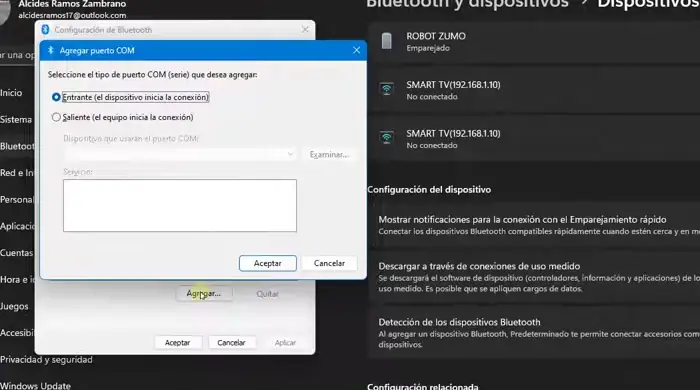 Alcides Ramos Zambrano
alcidesramos17@outlook.com
ar una op
Inicio
Sistema
Bluetoot
Red e In
Persona
Aplicaci
Cuentas
Hora e i
Juegos
Accesibi
Privacidad y seguridad
Windows Update
Configuración de Bluetooth
Agregar puerto COM
Seleccione el tipo de puerto COM (serie) que desea agregar:
Entrante (el dispositivo inicia la conexión)
Saliente (el equipo inicia la conexión)
Dispositivo que usarán el puerto COM:
Examinar...
Servicio:
Aceptar
Cancelar
Agregar...
Quitar
Aceptar
Cancelar
Aplicar
Bluetooth y dispositivos > Dispositivos
ROBOT ZUMO
Emparejado
SMART TV(192.168.1.10)
No conectado
SMART TV(192.168.1.10)
No conectado
Configuración del dispositivo
Mostrar notificaciones para la conexión con el Emparejamiento rápido
Conectar los dispositivos Bluetooth compatibles rápidamente cuando estén cerca y en m
Descargar a través de conexiones de uso medido
Se descargará el software de dispositivo (controladores, información y aplicaciones) de lo
uso medido. Es posible que se apliquen cargos de datos.
Detección de los dispositivos Bluetooth
Al agregar un dispositivo Bluetooth, Predeterminado te permite conectar accesorios com
dispositivos.
Configuración relacionada